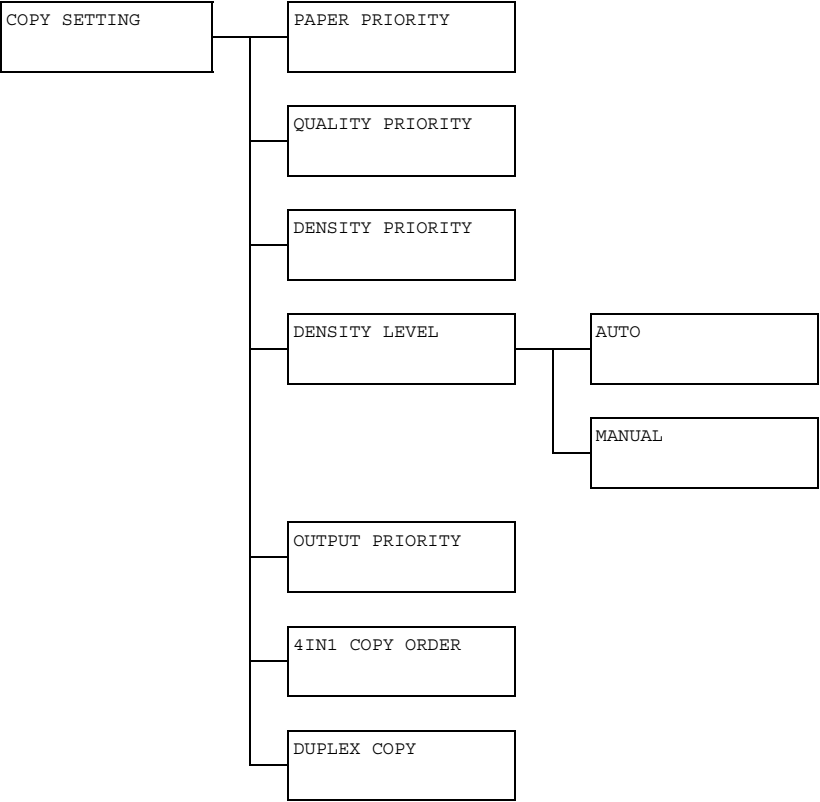 COPY SETTING
PAPER PRIORITY
QUALITY PRIORITY
DENSITY PRIORITY
DENSITY LEVEL
AUTO
MANUAL
OUTPUT PRIORITY
4IN1 COPY ORDER
DUPLEX COPY